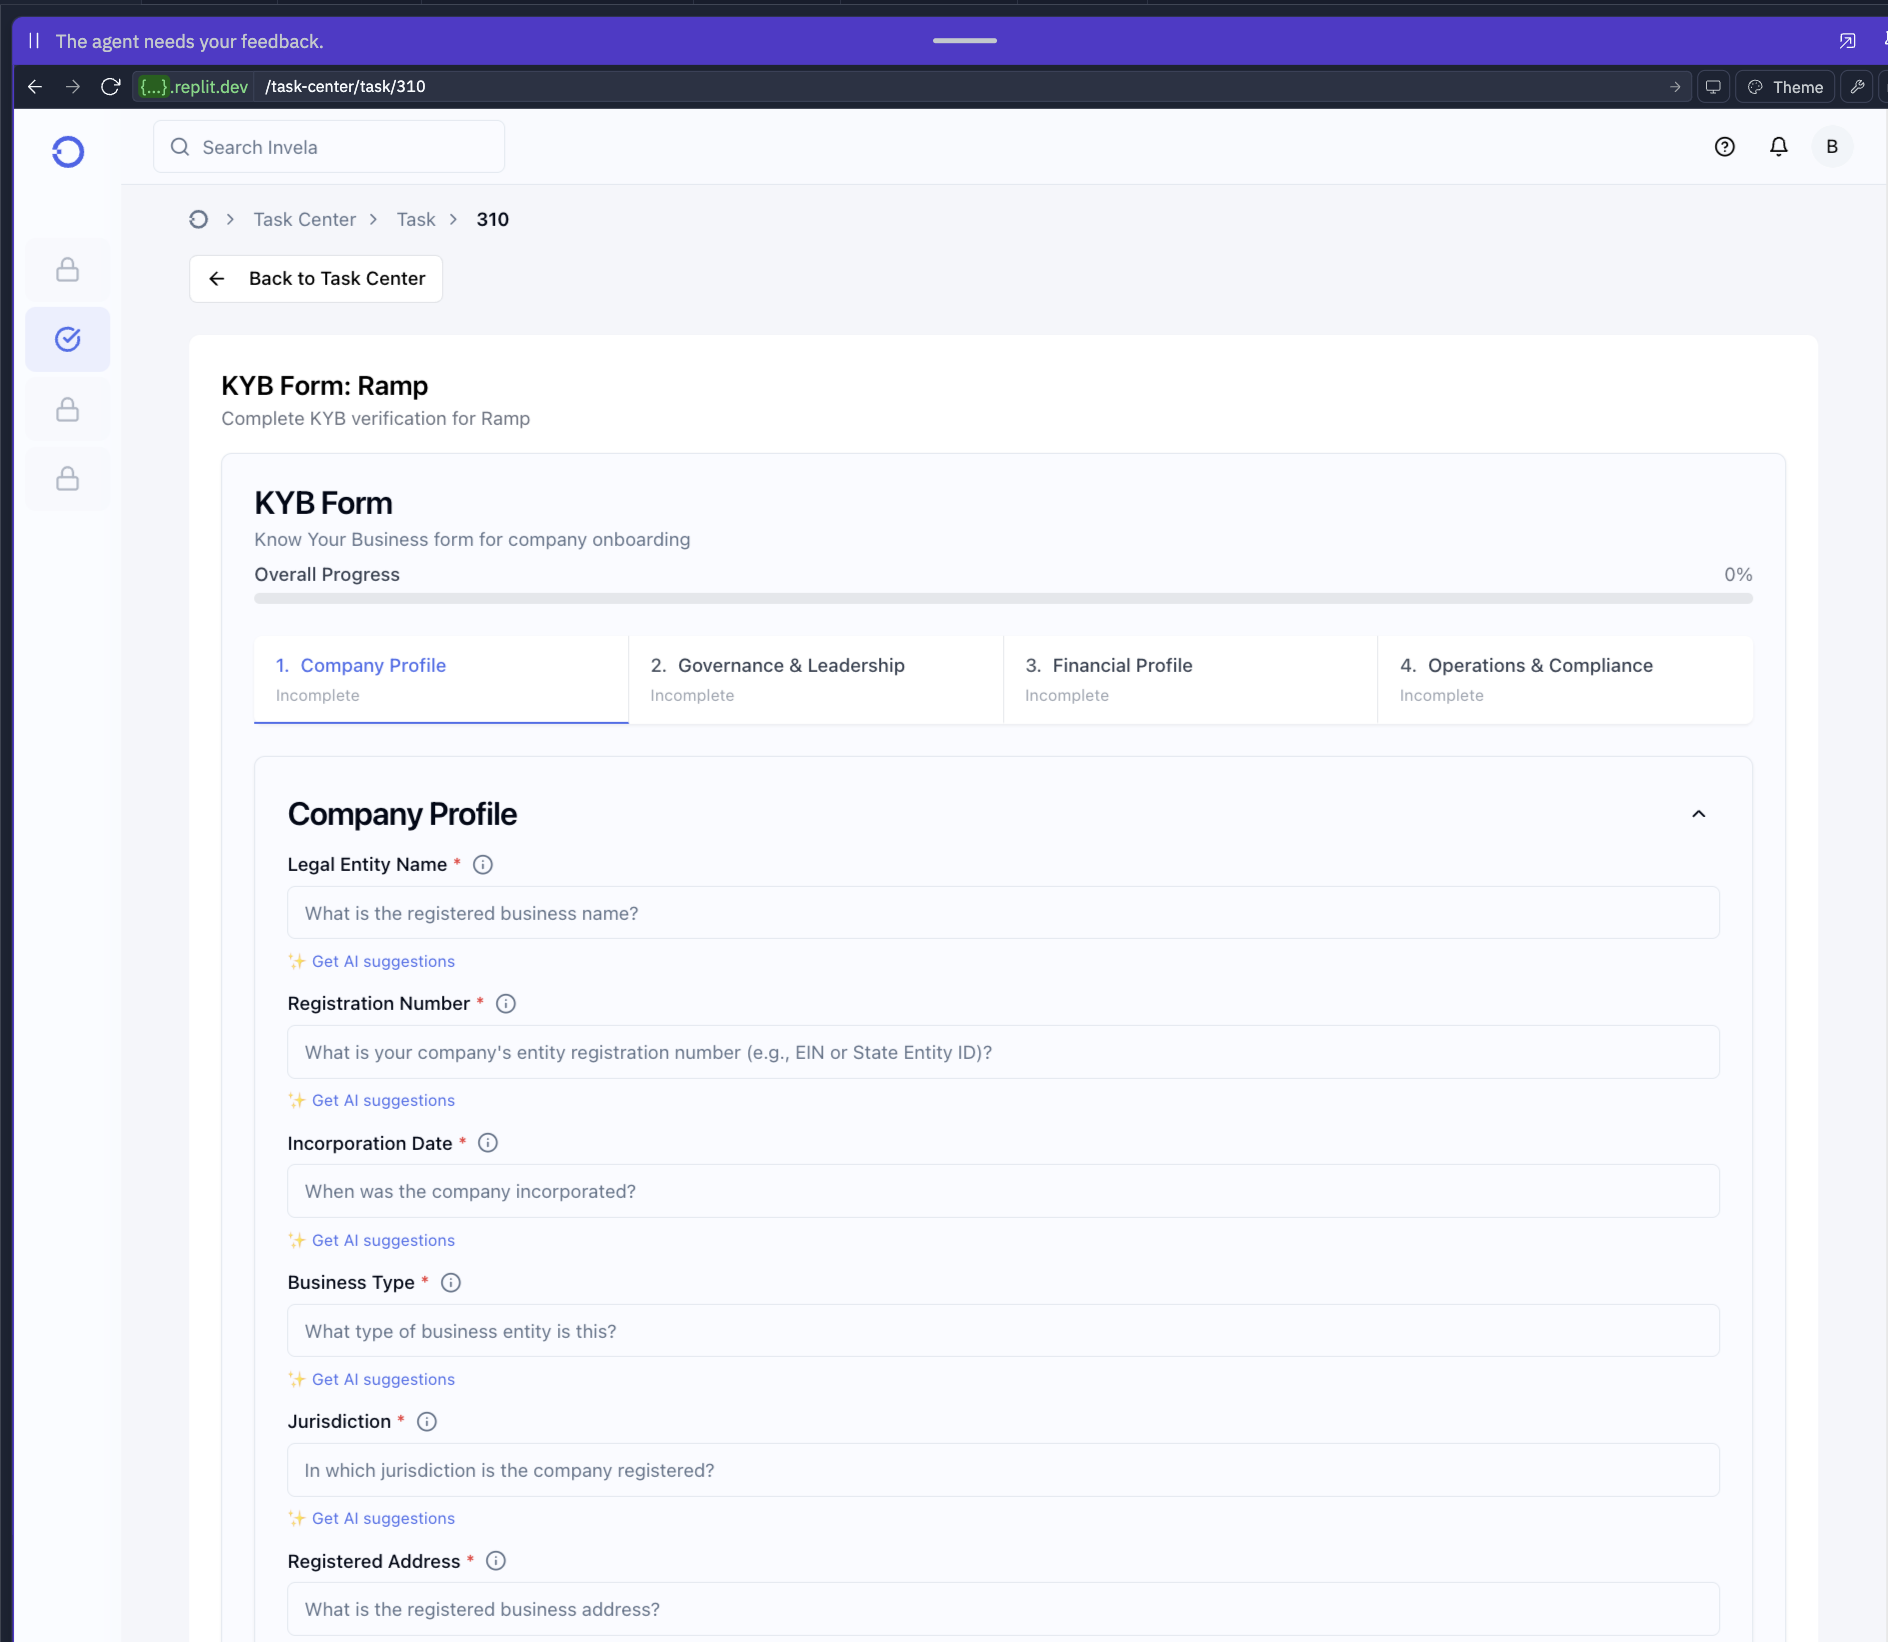 The agent needs your feedback.
{...}.replit.dev /task-center/task/310
Theme
Search Invela
B
Task Center
Task
310
Back to Task Center
KYB Form: Ramp
Complete KYB verification for Ramp
KYB Form
Know Your Business form for company onboarding
Overall Progress
0%
1. Company Profile
Incomplete
2. Governance & Leadership
Incomplete
3. Financial Profile
Incomplete
4. Operations & Compliance
Incomplete
Company Profile
Legal Entity Name *
What is the registered business name?
✨ Get AI suggestions
Registration Number *
What is your company's entity registration number (e.g., EIN or State Entity ID)?
✨ Get AI suggestions
Incorporation Date *
When was the company incorporated?
✨ Get AI suggestions
Business Type *
What type of business entity is this?
✨ Get AI suggestions
Jurisdiction *
In which jurisdiction is the company registered?
✨ Get AI suggestions
Registered Address *
What is the registered business address?